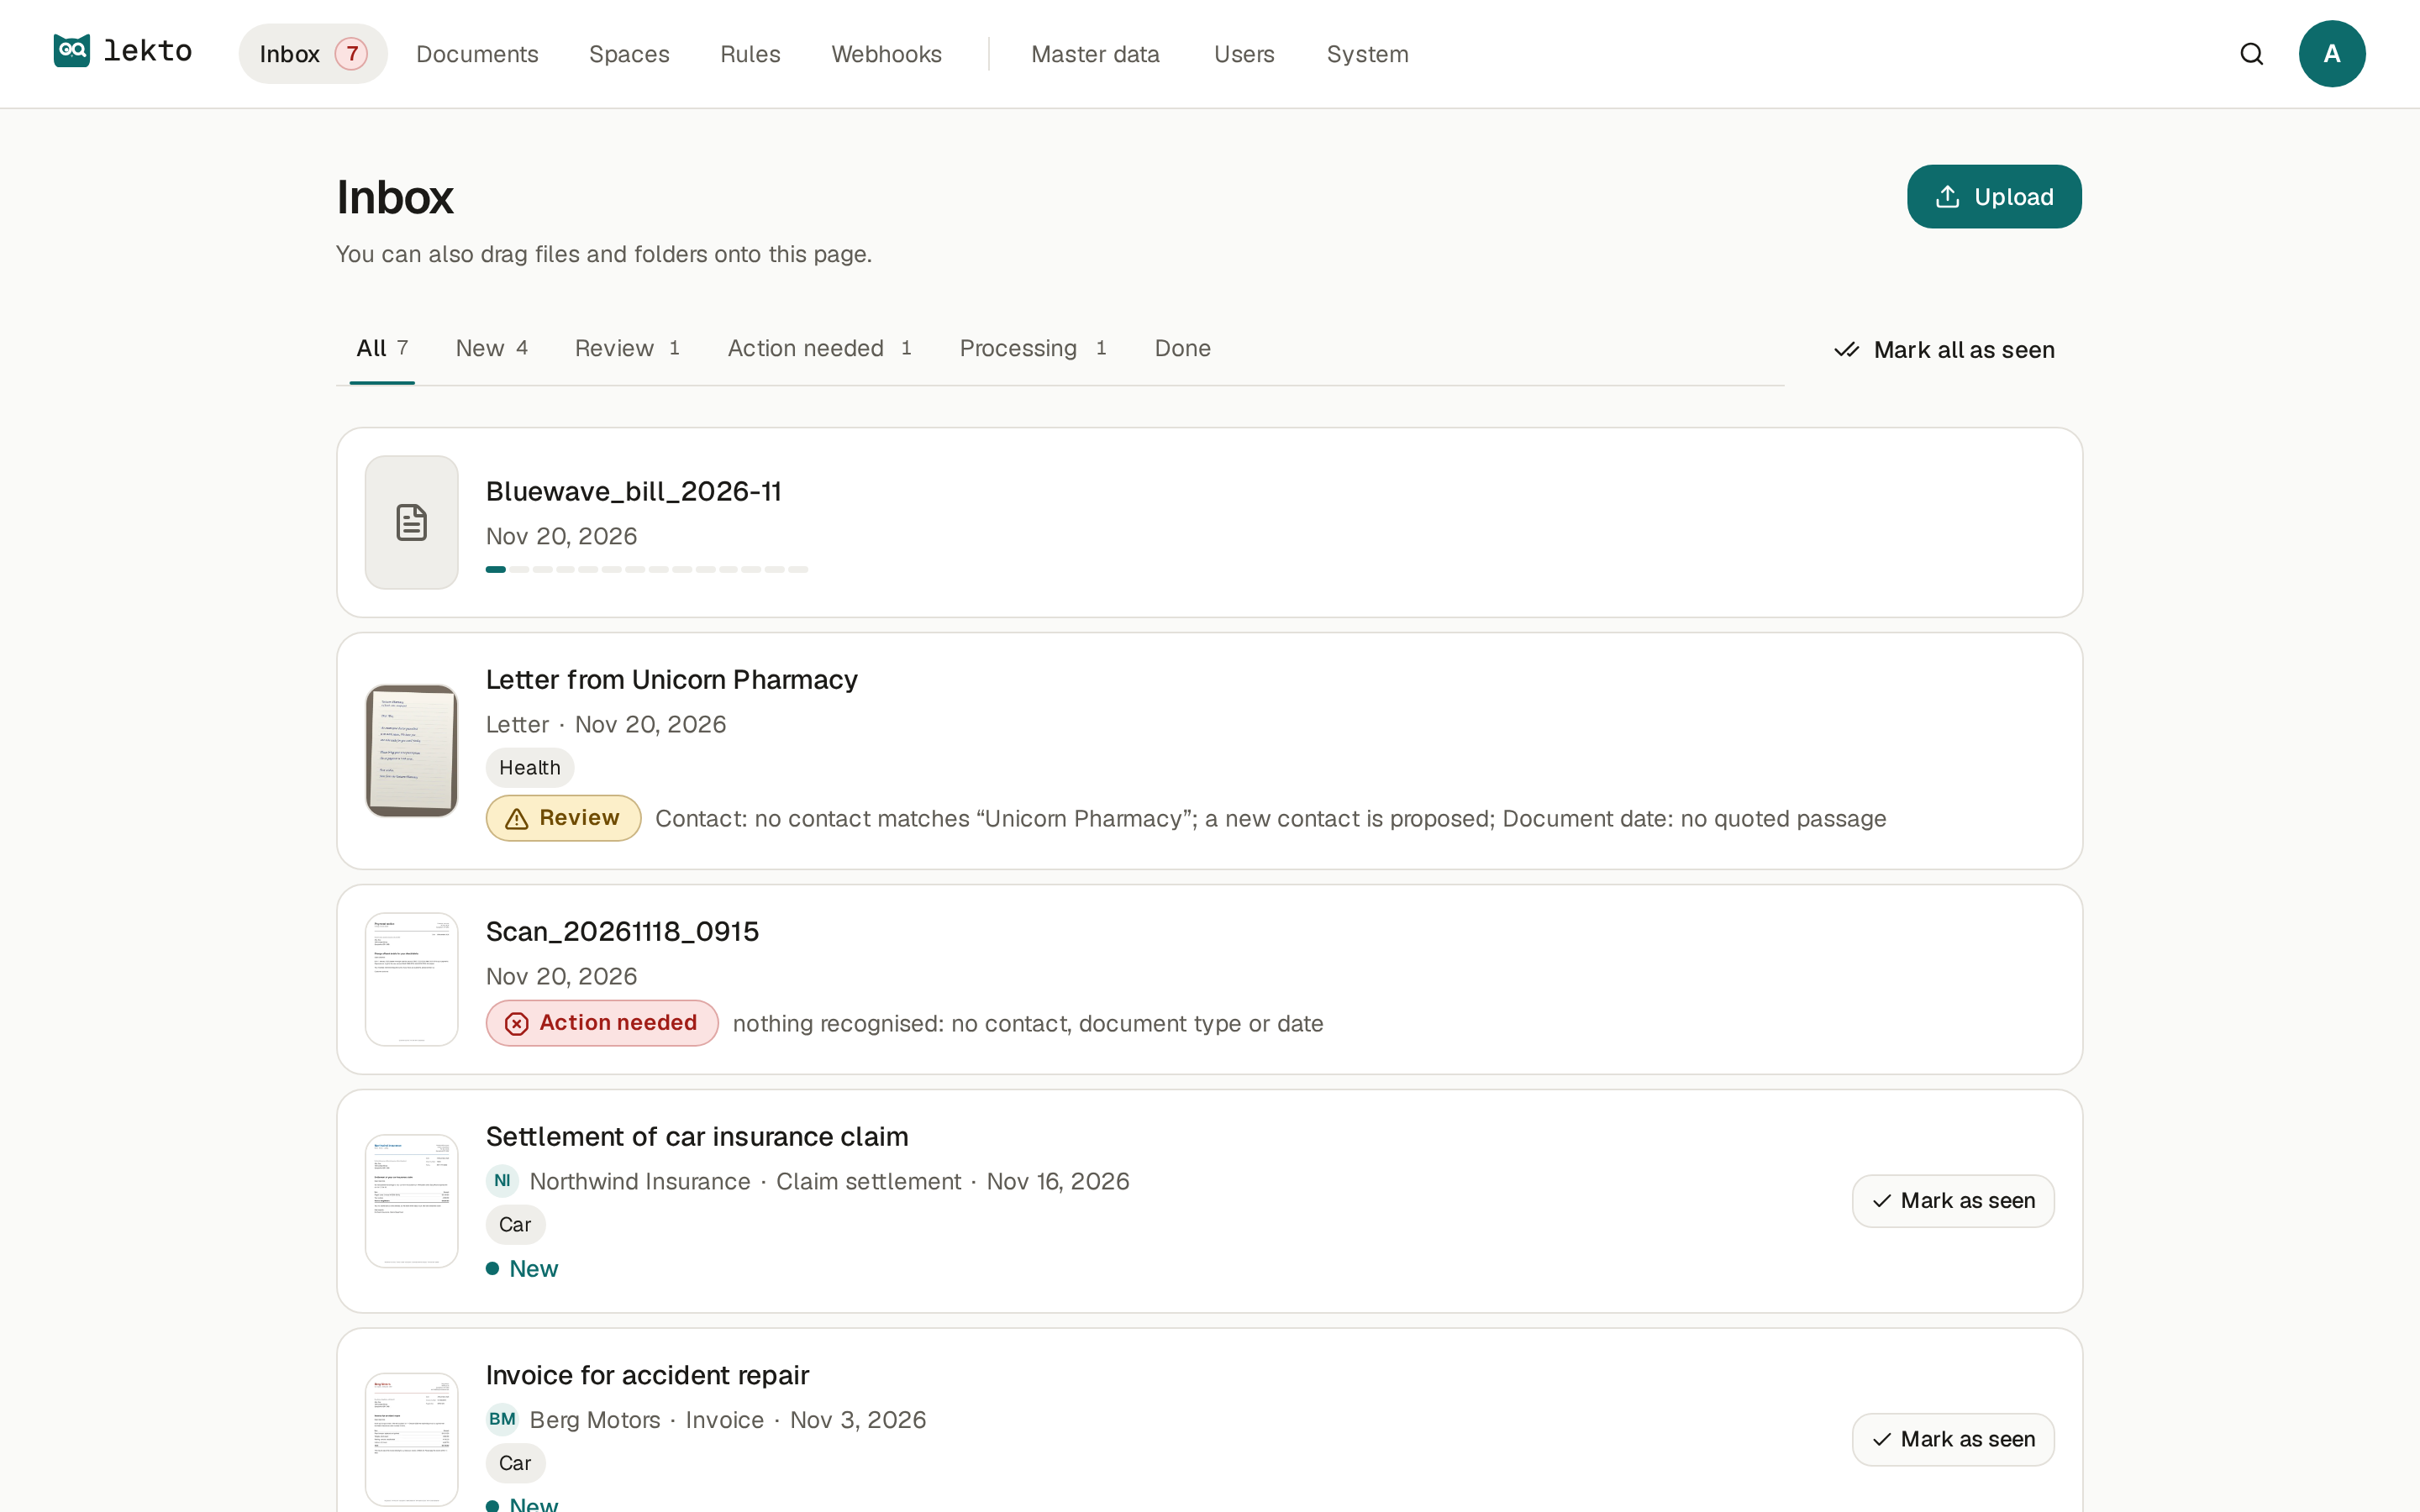 lekto
Inbox 7 Documents Spaces Rules Webhooks Master data Users System A
Inbox
Upload
You can also drag files and folders onto this page.
All 7 New 4 Review 1 Action needed 1 Processing 1 Done
Mark all as seen
Bluewave_bill_2026-11
Nov 20, 2026
Letter from Unicorn Pharmacy
Letter · Nov 20, 2026
Health
Review Contact: no contact matches “Unicorn Pharmacy”; a new contact is proposed; Document date: no quoted passage
Scan_20261118_0915
Nov 20, 2026
Action needed nothing recognised: no contact, document type or date
Settlement of car insurance claim
NI Northwind Insurance · Claim settlement · Nov 16, 2026
Mark as seen
Car
New
Invoice for accident repair
BM Berg Motors · Invoice · Nov 3, 2026
Mark as seen
Car
New